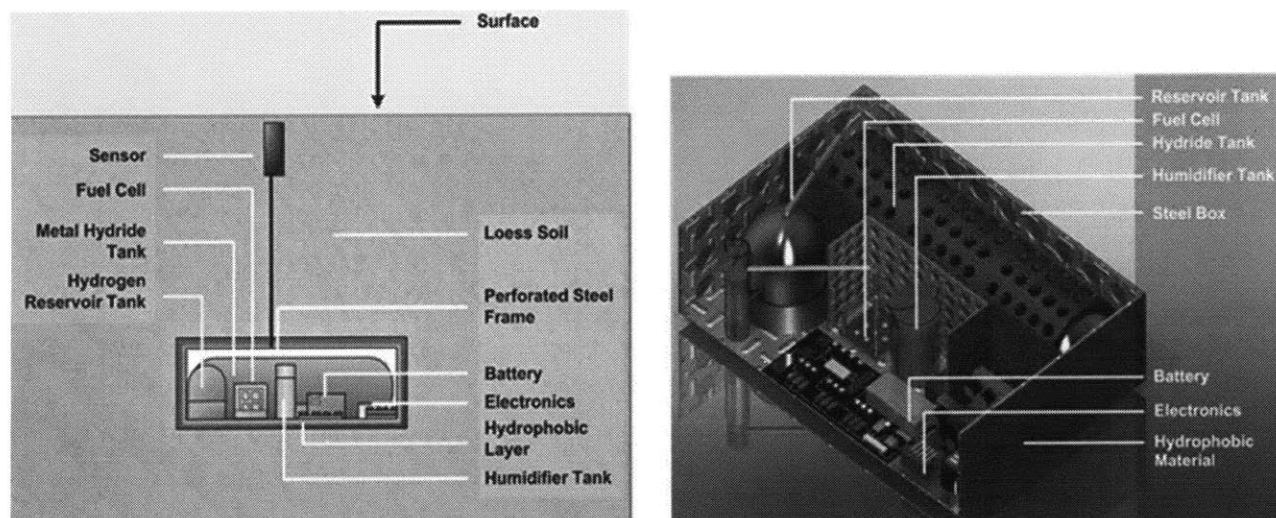 Surface
Sensor
Fuel Cell
Metal Hydride
Tank
Hydrogen
Reservoir Tank
Loess Soil
Perforated Steel
Frame
Battery
Electronics
Hydrophobic
Layer
Humidifier Tank
Reservoir Tank
Fuel Cell
Hydride Tank
Humidifier Tank
Steel Box
Battery
Electronics
Hydrophobic
Material